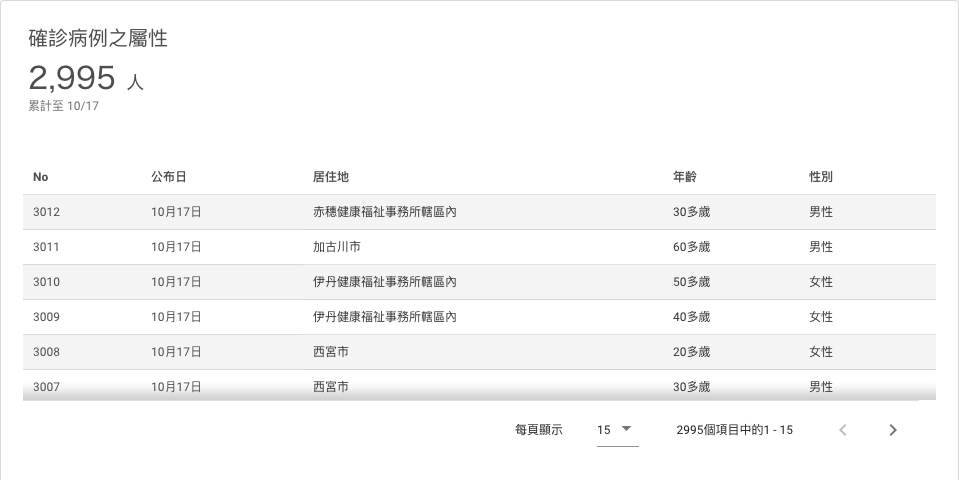 確診病例之屬性
2,995 人
累計至 10/17
No 公布日 居住地 年齡 性別
3012 10月17日 赤穗健康福祉事務所轄區內 30多歲 男性
3011 10月17日 加古川市 60多歲 男性
3010 10月17日 伊丹健康福祉事務所轄區內 50多歲 女性
3009 10月17日 伊丹健康福祉事務所轄區內 40多歲 女性
3008 10月17日 西宮市 20多歲 女性
3007 10月17日 西宮市 30多歲 男性
每頁顯示 15 2995個項目中的1 - 15